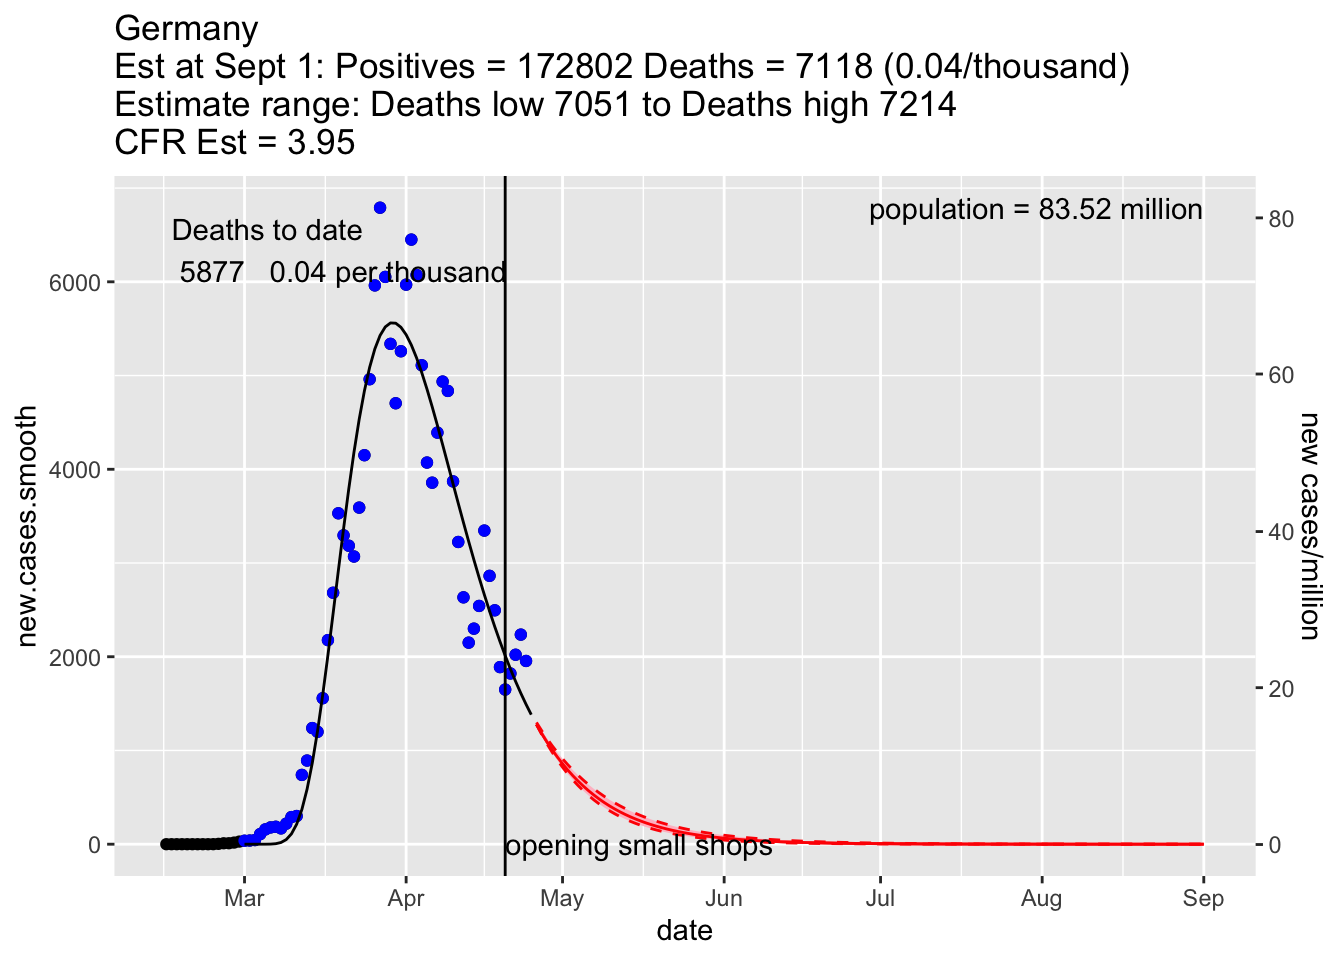 Germany
Est at Sept 1: Positives = 172802 Deaths = 7118 (0.04/thousand)
Estimate range: Deaths low 7051 to Deaths high 7214
CFR Est = 3.95
population = 83.52 million
Deaths to date
5877 0.04 per thousand
opening small shops
6000
4000
2000
0
new.cases.smooth
80
60
40
20
0
new cases/million
Mar Apr May Jun Jul Aug Sep
date